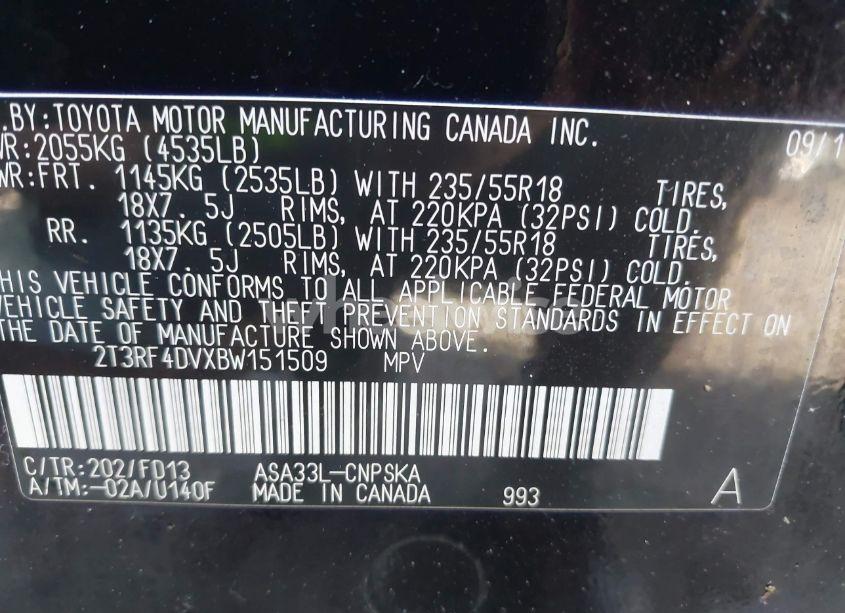 .BY:TOYOTA MOTOR MANUFACTURING CANADA INC. 09/1
WR:2055KG (4535LB)
WR:FRT. 1145KG (2535LB) WITH 235/55R18 TIRES,
18X7. 5J RIMS, AT 220KPA (32PSI) COLD.
RR. 1135KG (2505LB) WITH 235/55R18 TIRES,
18X7. 5J RIMS, AT 220KPA (32PSI) COLD.
HIS VEHICLE CONFORMS TO ALL APPLICABLE FEDERAL MOTOR
VEHICLE SAFETY AND THEFT PREVENTION STANDARDS IN EFFECT ON
THE DATE OF MANUFACTURE SHOWN ABOVE.
2T3RF4DVXBW151509 MPV
C/TR:202/FD13 ASA33L-CNPSKA
A/TM:-02A/U140F MADE IN CANADA 993 A